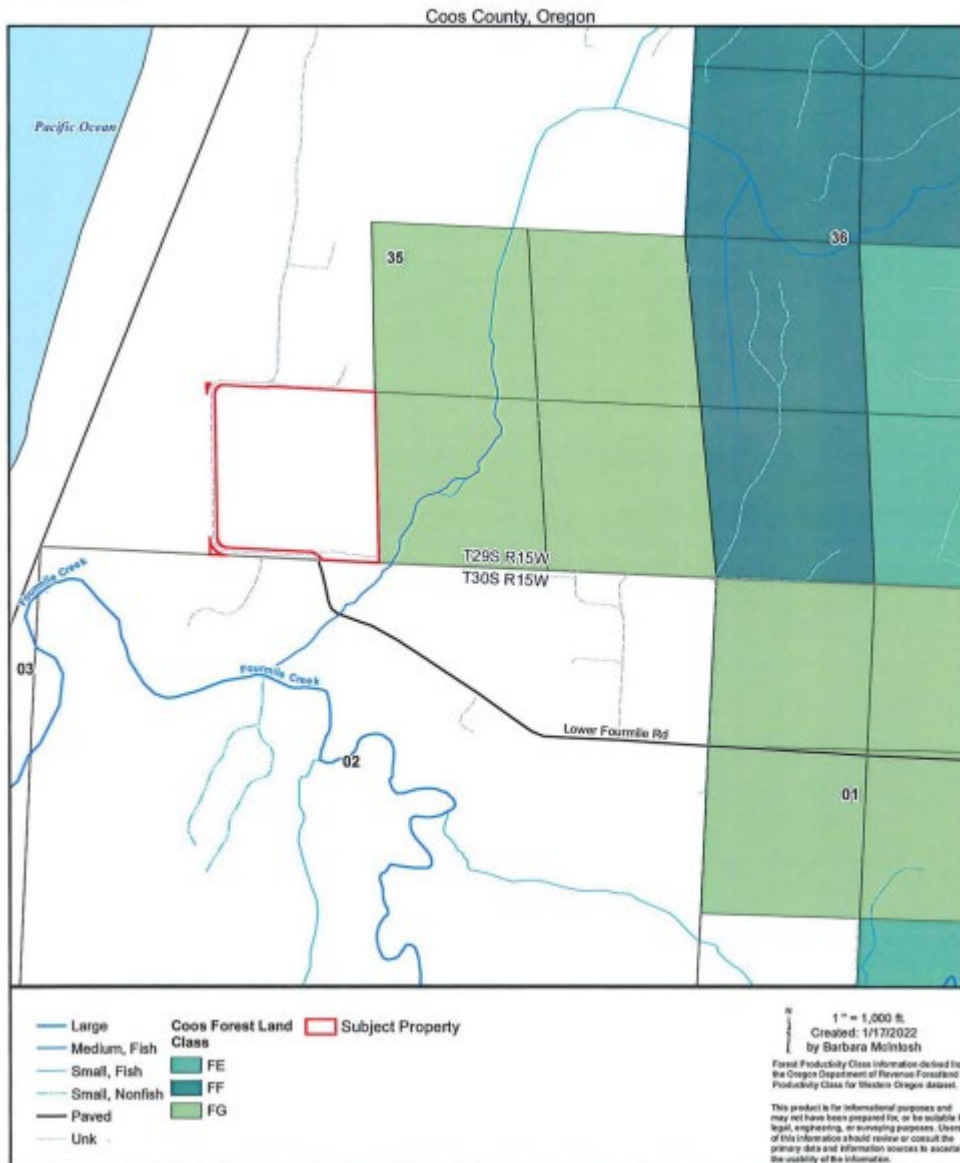 Coos County, Oregon
Pacific Ocean
36
35
T29S R15W
T30S R15W
Fourmile Creek
03
Fourmile Creek
Lower Fourmile Rd
02
01
Large
Medium, Fish
Small, Fish
Small, Nonfish
Paved
Unk
Coos Forest Land
Class
FE
FF
FG
Subject Property
N
1 " = 1,000 ft.
Created: 1/17/2022
by Barbara McIntosh
Forest Productivity Class information derived
the Oregon Department of Revenue Forestland
Productivity Class for Western Oregon dataset.
This product is for informational purposes and
may not have been prepared for, or be suitable
legal, engineering, or surveying purposes. Users
of this information should review or consult the
primary data and information sources to
the usability of the information.